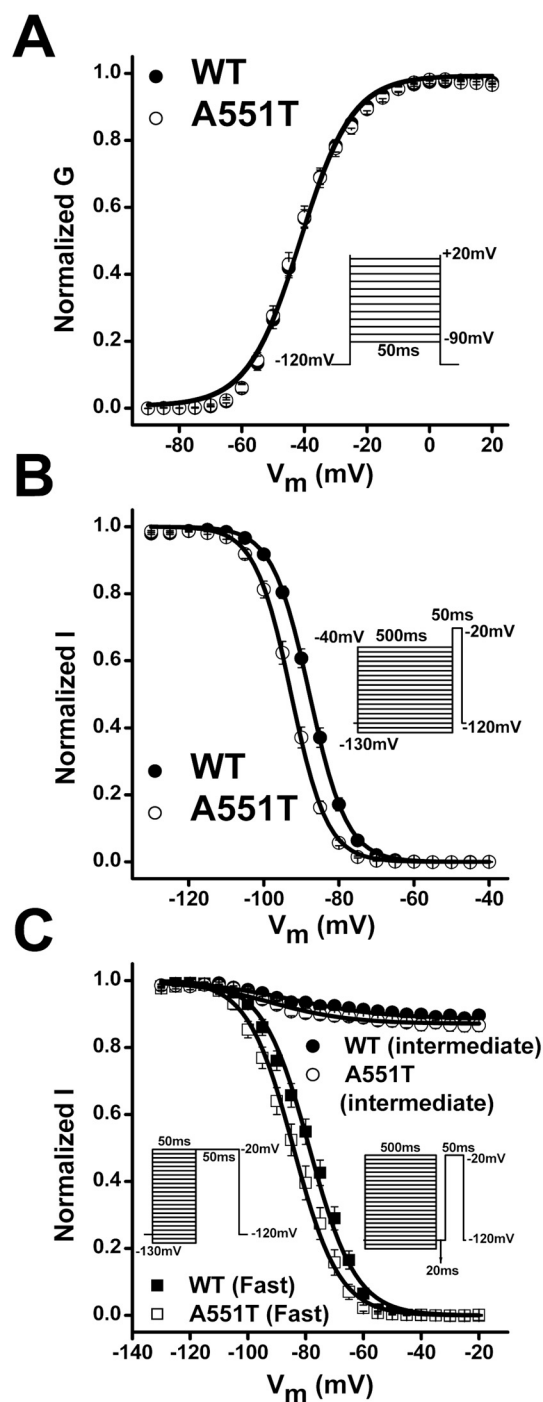 A
WT
A551T
Normalized G
1.0
0.8
0.6
0.4
0.2
0.0
+20mV
-90mV
50ms
-120mV
-80
-60
-40
-20
0
20
Vm (mV)
B
Normalized I
1.0
0.8
0.6
0.4
0.2
0.0
50ms
-40mV
500ms
-20mV
-120mV
-130mV
WT
A551T
-120
-100
-80
-60
-40
Vm (mV)
C
Normalized I
1.0
0.8
0.6
0.4
0.2
0.0
WT (intermediate)
A551T
(intermediate)
50ms
50ms
-20mV
-120mV
-130mV
500ms
50ms
-20mV
-120mV
20ms
WT (Fast)
A551T (Fast)
-140
-120
-100
-80
-60
-40
-20
Vm (mV)